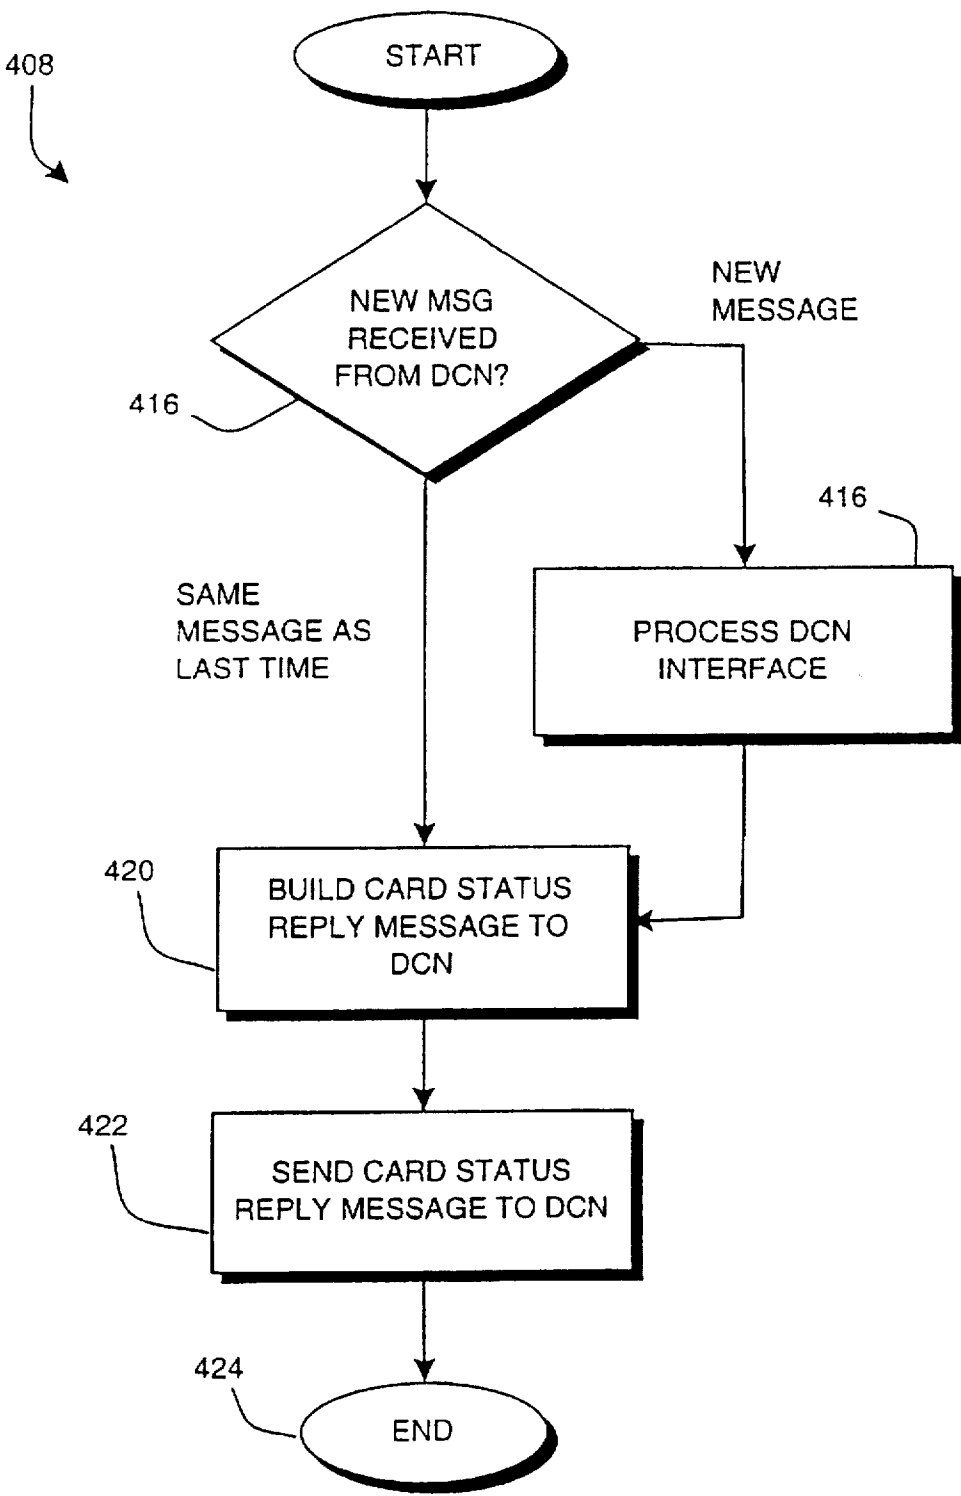 START
408
NEW MSG
RECEIVED
FROM DCN?
NEW
MESSAGE
416
416
SAME
MESSAGE AS
LAST TIME
PROCESS DCN
INTERFACE
420
BUILD CARD STATUS
REPLY MESSAGE TO
DCN
422
SEND CARD STATUS
REPLY MESSAGE TO DCN
424
END